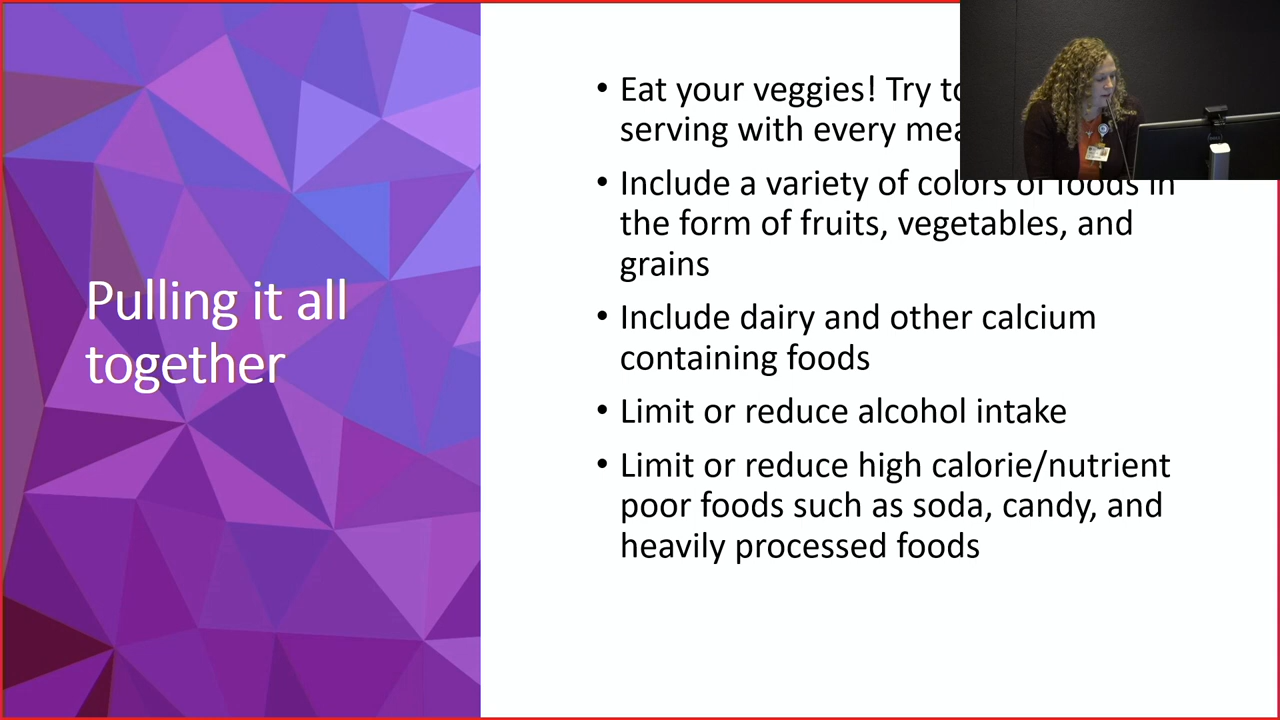 Pulling it all
together
• Eat your veggies! Try to
serving with every
• Include a variety of colors of foods in
the form of fruits, vegetables, and
grains
• Include dairy and other calcium
containing foods
• Limit or reduce alcohol intake
• Limit or reduce high calorie/nutrient
poor foods such as soda, candy, and
heavily processed foods